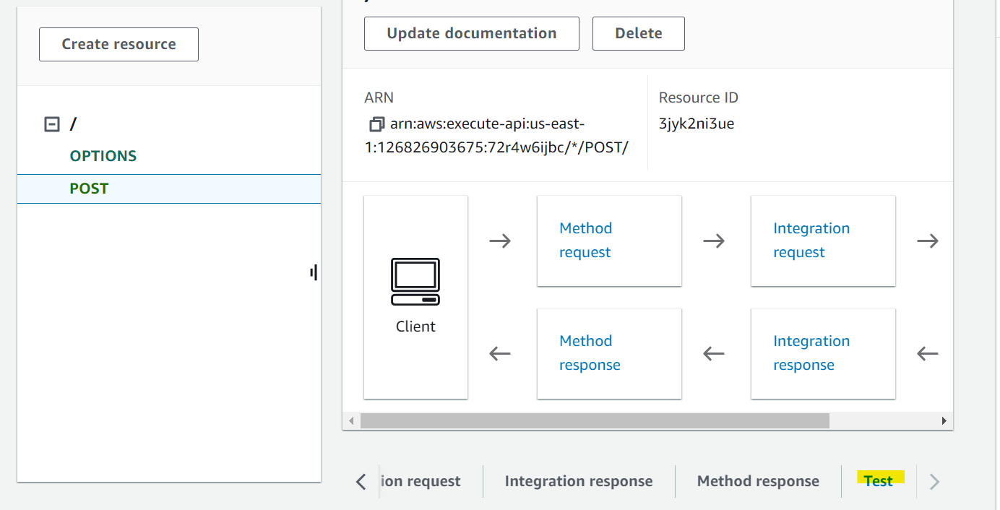 Create resource
/
OPTIONS
POST
Update documentation
Delete
ARN
arn:aws:execute-api:us-east-
1:126826903675:72r4w6ijbc/*/POST/
Resource ID
3jyk2ni3ue
Client
Method
request
Integration
request
Method
response
Integration
response
ion request
Integration response
Method response
Test